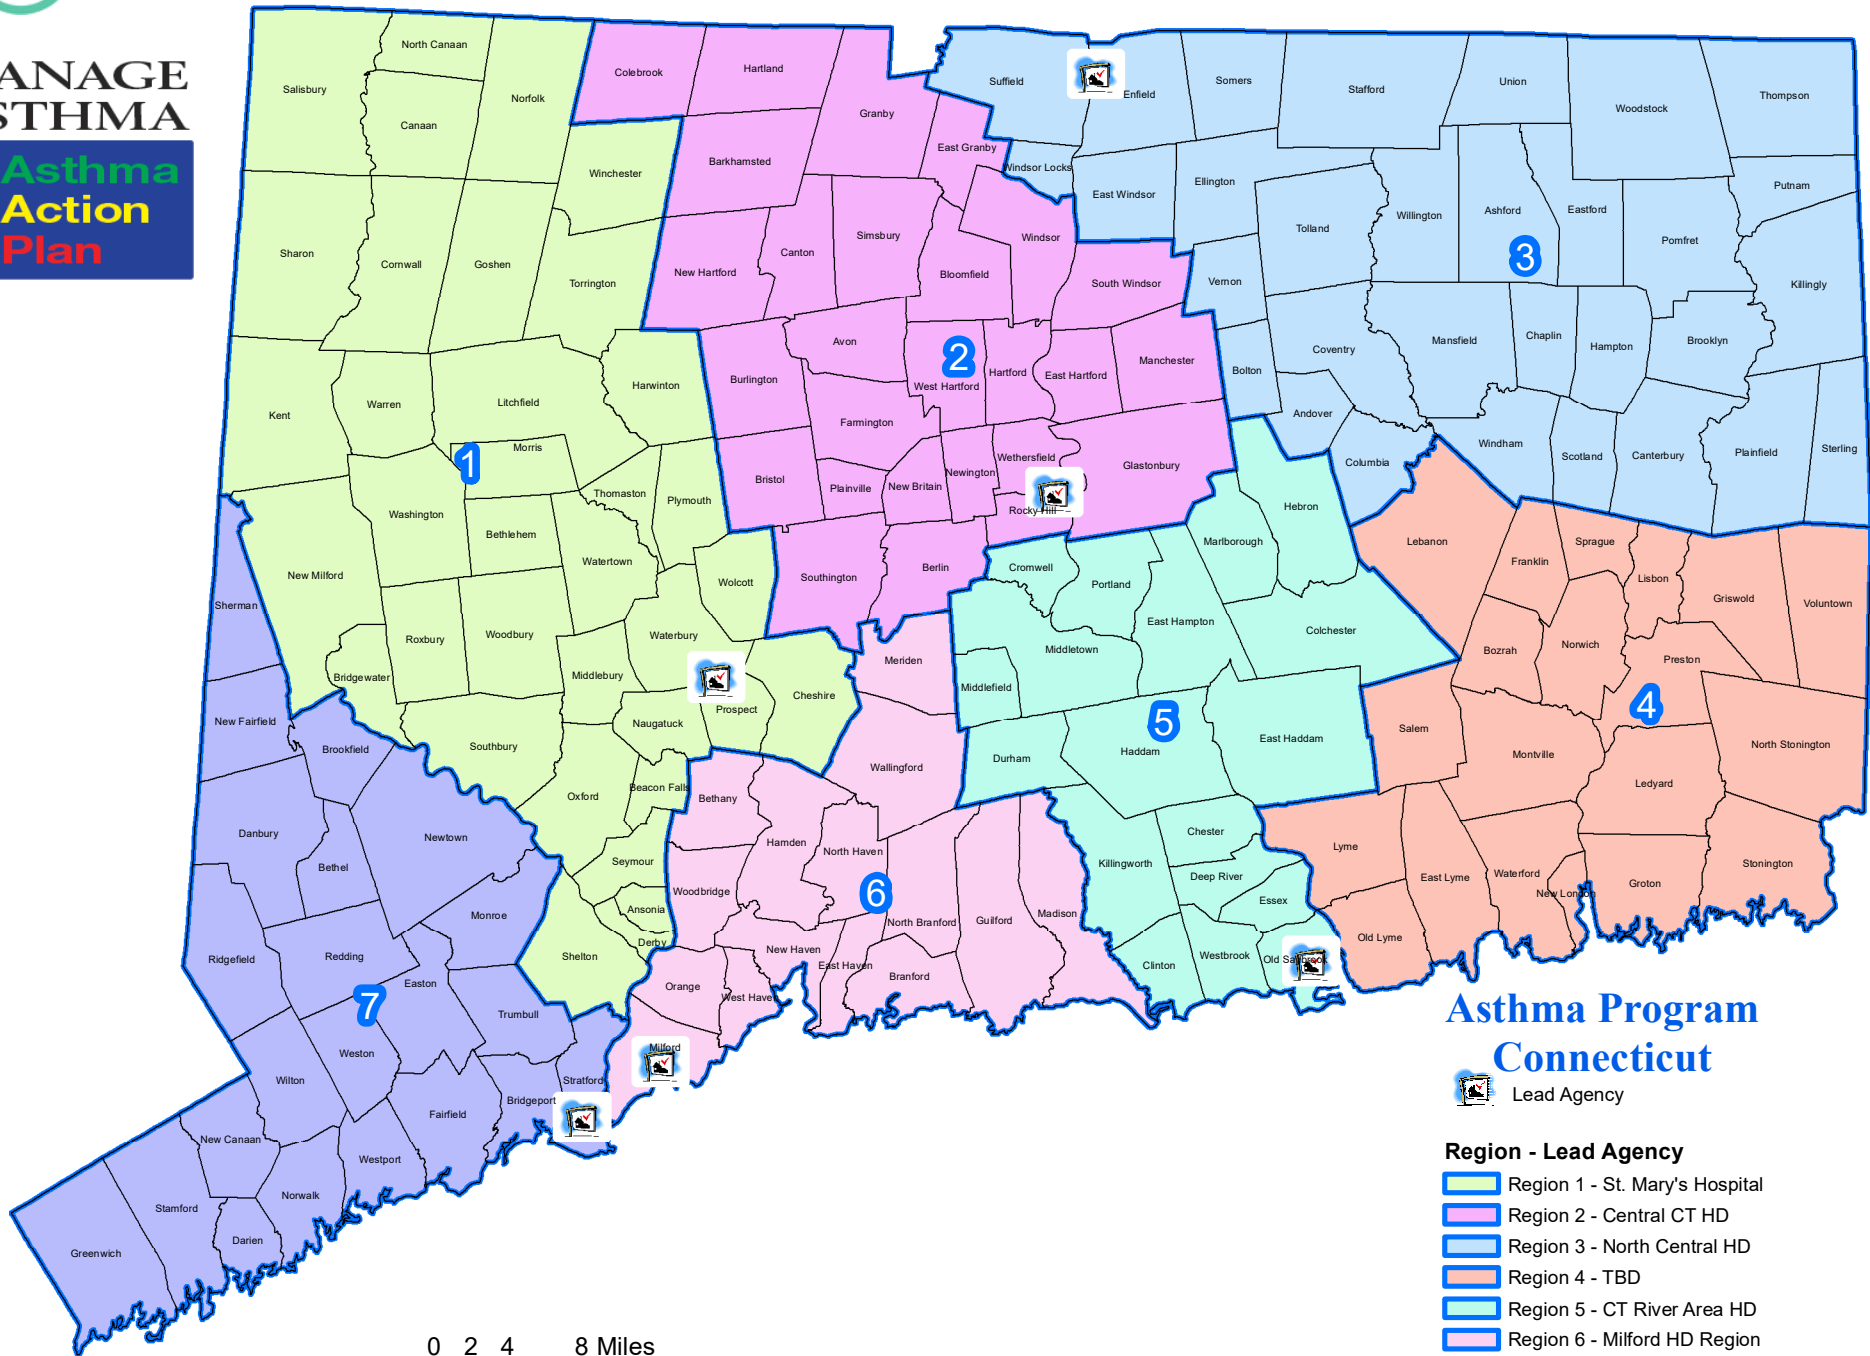 ANAGE
STHMA
Asthma
Action
Plan
North Canaan
Salisbury
Norfolk
Canaan
Colebrook
Hartland
Granby
Suffield
Enfield
Somers
Stafford
Union
Woodstock
Thompson
Winchester
Barkhamsted
East Granby
Windsor Locks
East Windsor
Ellington
Tolland
Willington
Ashford
Eastford
Putnam
Pomfret
3
Sharon
Cornwall
Goshen
Torrington
New Hartford
Canton
Simsbury
Bloomfield
Windsor
South Windsor
Vernon
Killingly
Kent
Warren
Litchfield
Harwinton
Burlington
Avon
2
West Hartford
Hartford
East Hartford
Manchester
Bolton
Coventry
Mansfield
Chaplin
Hampton
Brooklyn
1
Morris
Farmington
Andover
Bristol
Plainville
New Britain
Newington
Wethersfield
Rocky Hill
Glastonbury
Columbia
Windham
Scotland
Canterbury
Plainfield
Sterling
Washington
Bethlehem
Thomaston
Plymouth
Watertown
Hebron
Marlborough
Lebanon
Franklin
Sprague
Lisbon
Griswold
Voluntown
New Milford
Sherman
Wolcott
Southington
Berlin
Cromwell
Portland
East Hampton
Colchester
Bozrah
Norwich
Preston
Roxbury
Woodbury
Bridgewater
Middlebury
Waterbury
Meriden
Middletown
Middlefield
Cheshire
Prospect
Naugatuck
4
5
Haddam
East Haddam
Salem
Montville
North Stonington
Ledyard
New Fairfield
Brookfield
Southbury
Oxford
Beacon Falls
Bethany
Wallingford
Durham
Danbury
Bethel
Newtown
Seymour
Hamden
North Haven
Killingworth
Chester
Deep River
Essex
Lyme
East Lyme
Waterford
New London
Groton
Stonington
Woodbridge
Ansonia
Derby
Monroe
6
North Branford
Guilford
Madison
Ridgefield
Redding
Easton
Shelton
New Haven
East Haven
Branford
Clinton
Westbrook
Old Saybrook
Old Lyme
7
Trumbull
Orange
West Haven
Weston
Wilton
Milford
Stratford
Bridgeport
Fairfield
New Canaan
Westport
Norwalk
Stamford
Darien
Greenwich
0 2 4 8 Miles
Asthma Program
Connecticut
Lead Agency
Region - Lead Agency
Region 1 - St. Mary's Hospital
Region 2 - Central CT HD
Region 3 - North Central HD
Region 4 - TBD
Region 5 - CT River Area HD
Region 6 - Milford HD Region